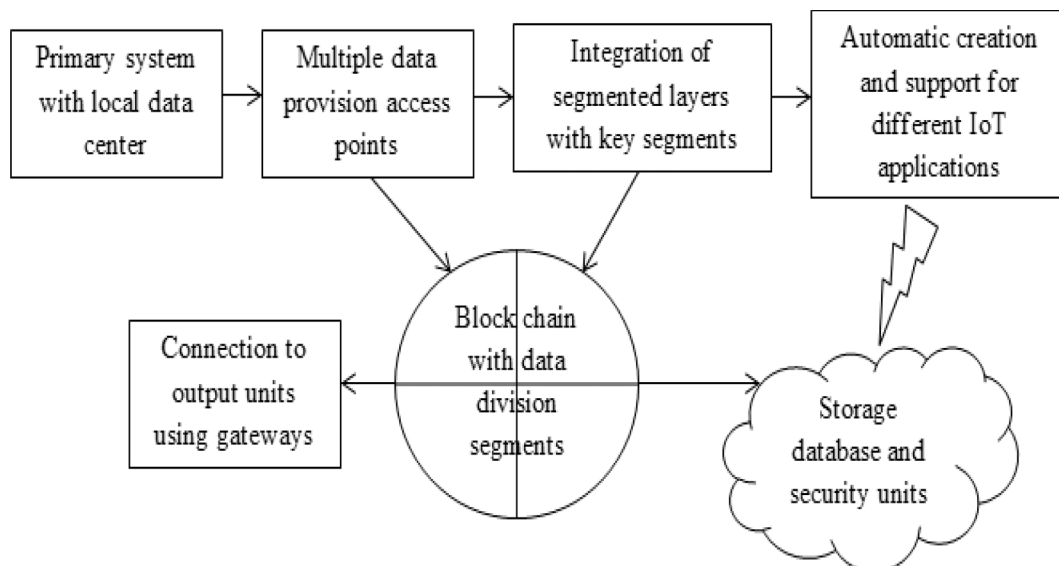 Primary system
with local data
center
Multiple data
provision access
points
Integration of
segmented layers
with key segments
Automatic creation
and support for
different IoT
applications
Block chain
with data
division
segments
Connection to
output units
using gateways
Storage
database and
security units